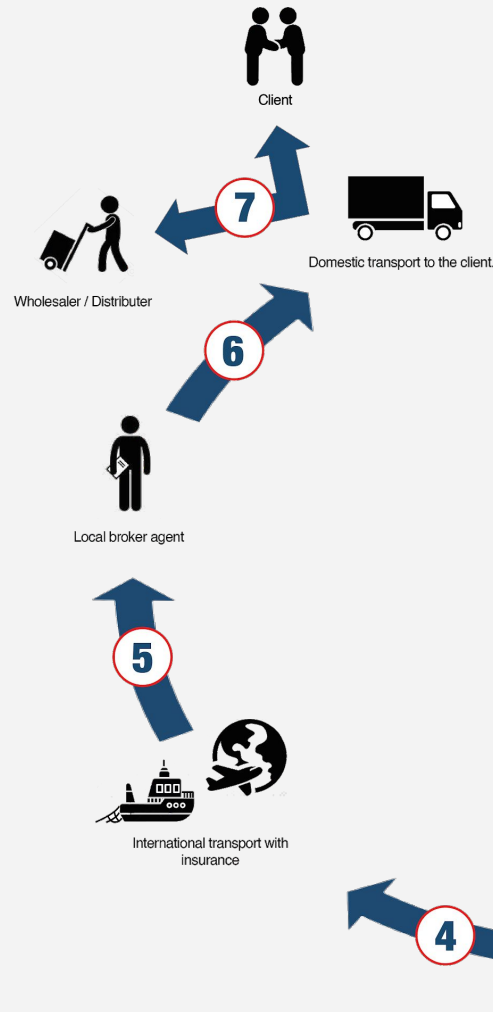 Client
7
Domestic transport to the client.
Wholesaler / Distributer
6
Local broker agent
5
International transport with
insurance
4